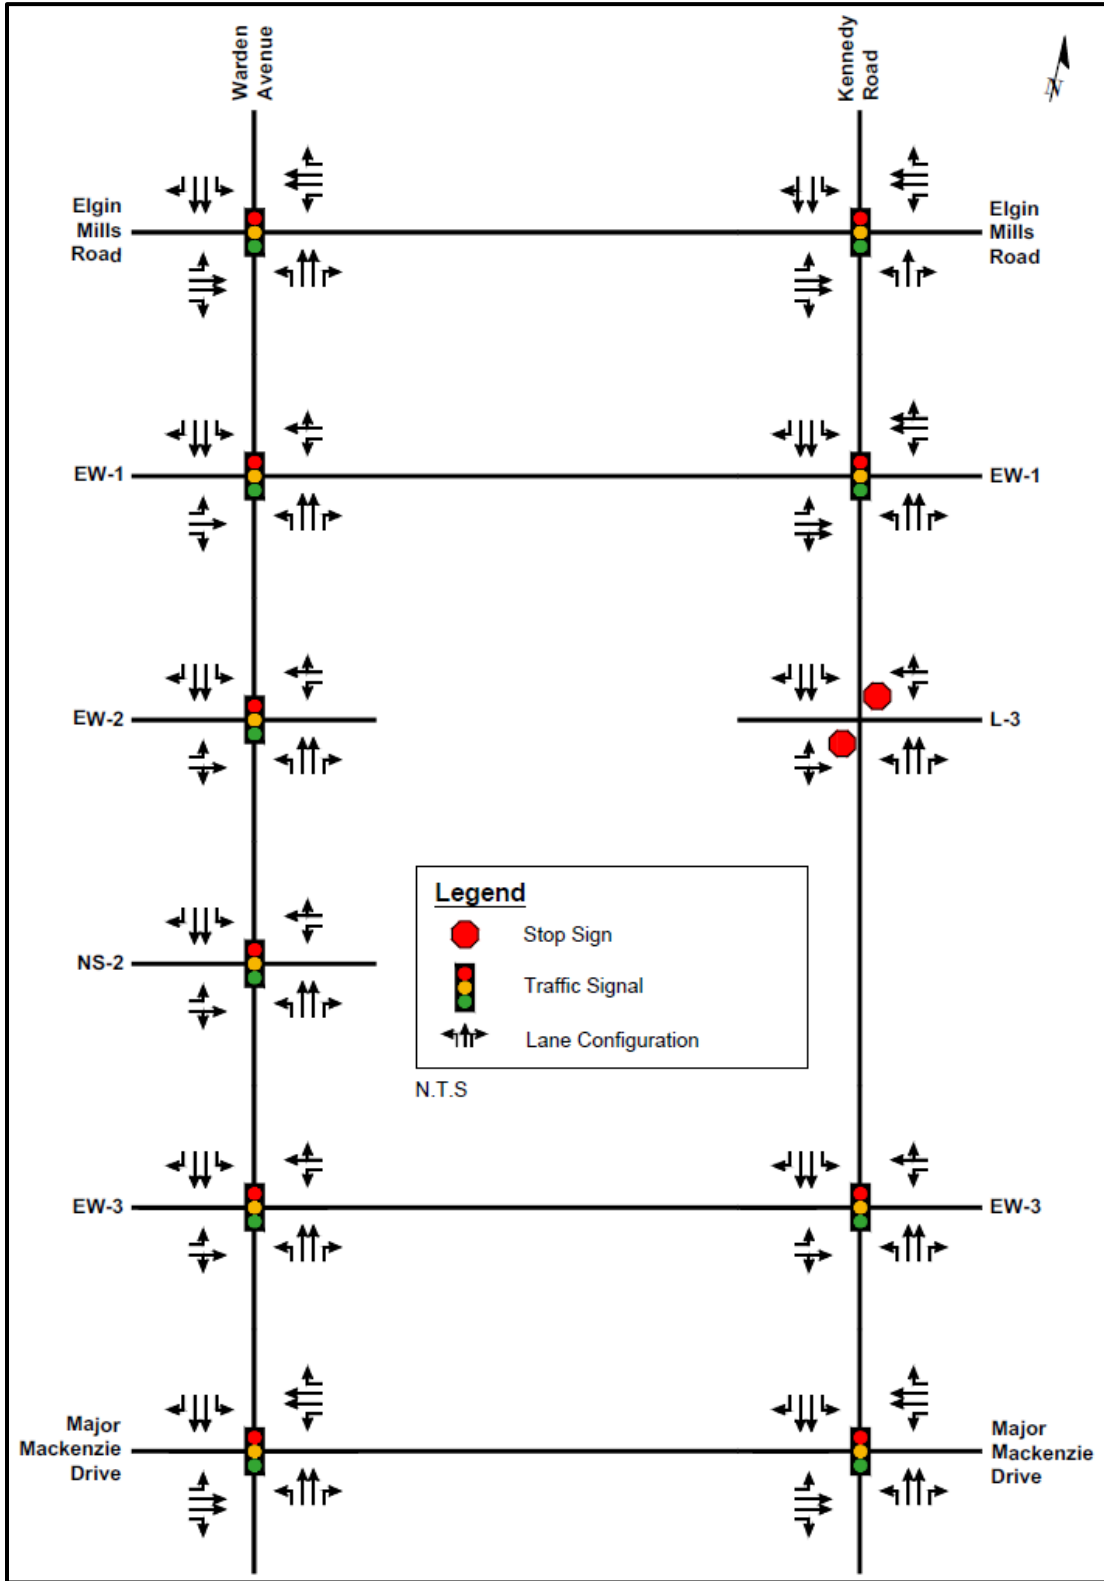 Warden
Avenue
Kennedy
Road
N
Elgin
Mills
Road
Elgin
Mills
Road
EW-1
EW-1
EW-2
L-3
Legend
Stop Sign
NS-2
Traffic Signal
Lane Configuration
N.T.S
EW-3
EW-3
Major
Mackenzie
Drive
Major
Mackenzie
Drive